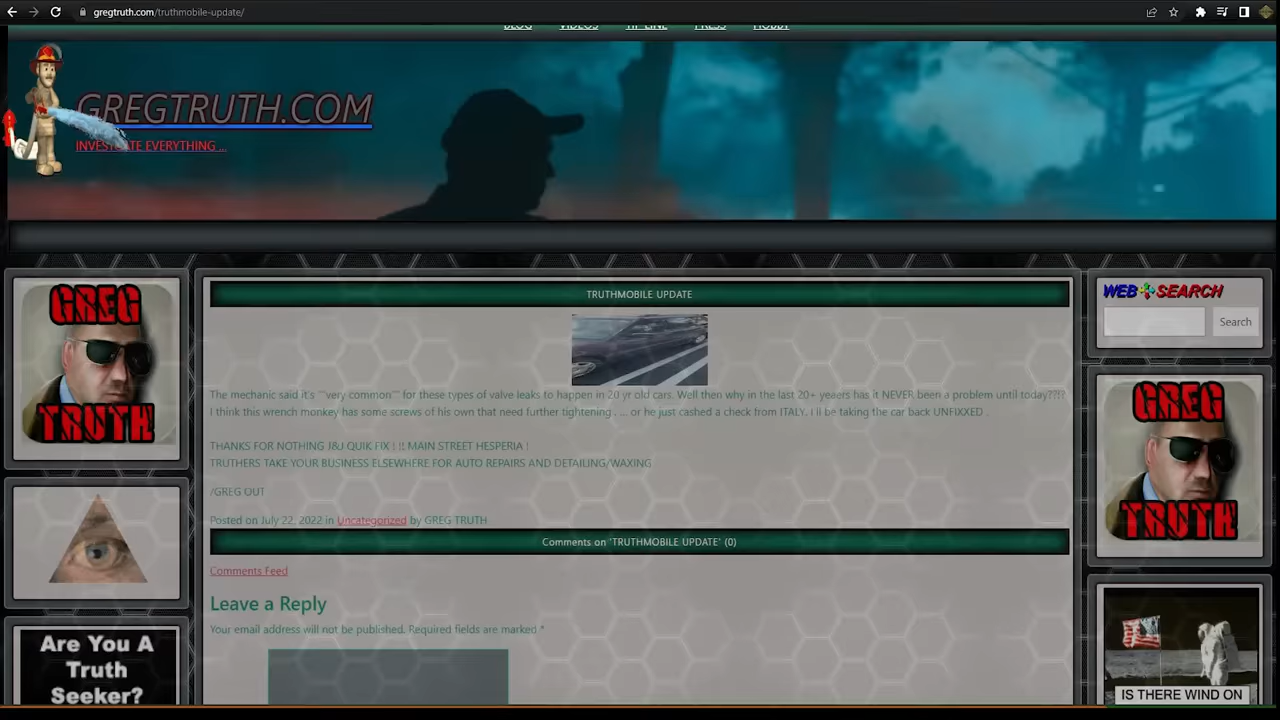 gregtruth.com/truthmobile-update/
BLOG VIDEOS TIP LINE PRESS HOBBY
GREGTRUTH.COM
INVESTIGATE EVERYTHING ...
GREG
TRUTH
Are You A
Truth
Seeker?
TRUTHMOBILE UPDATE
The mechanic said it's ""very common"" for these types of valve leaks to happen in 20 yr old cars. Well then why in the last 20+ yeaers has it NEVER been a problem until today??!?
I think this wrench monkey has some screws of his own that need further tightening , ... or he just cashed a check from ITALY. I ll be taking the car back UNFIXXED .
THANKS FOR NOTHING J&J QUIK FIX ! !! MAIN STREET HESPERIA !
TRUTHERS TAKE YOUR BUSINESS ELSEWHERE FOR AUTO REPAIRS AND DETAILING/WAXING
/GREG OUT
Posted on July 22, 2022 in Uncategorized by GREG TRUTH
Comments on 'TRUTHMOBILE UPDATE' (0)
Comments Feed
Leave a Reply
Your email address will not be published. Required fields are marked *
WEB SEARCH
Search
GREG
TRUTH
IS THERE WIND ON